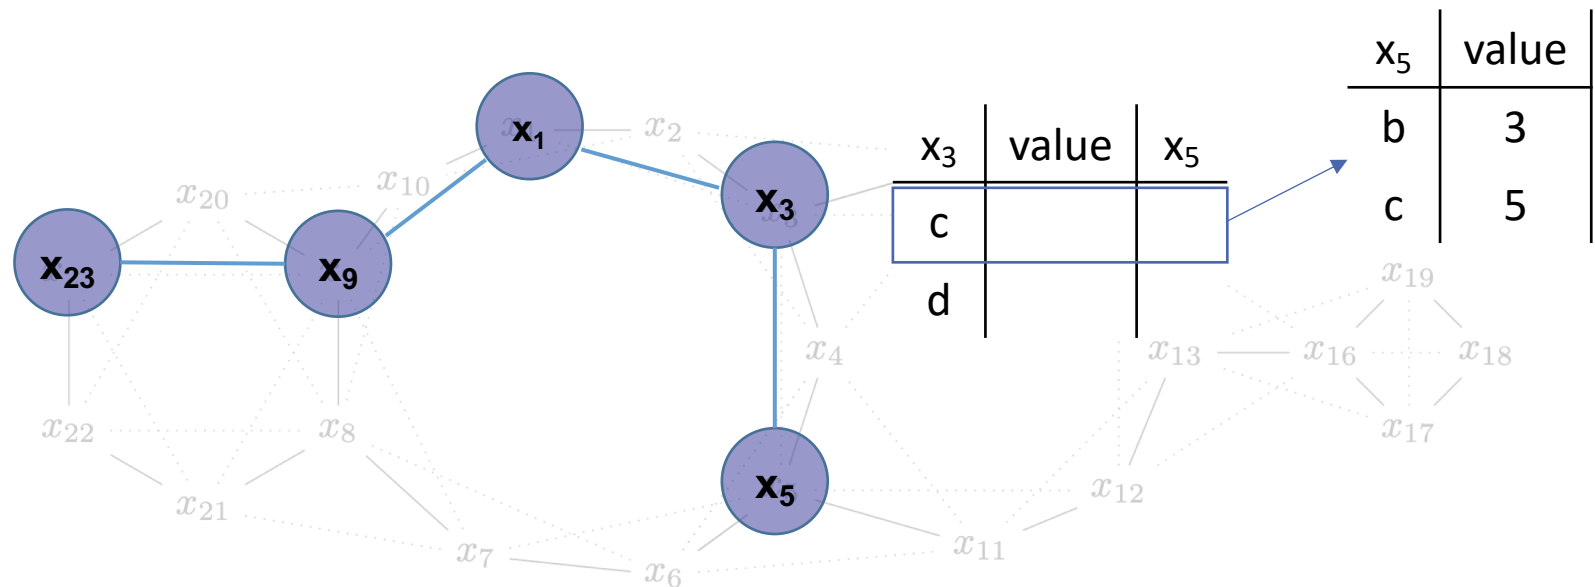 x₅ value
b 3
c 5
x₃ value x₅
c
d
x₁
x₂
x₃
x₁₀
x₂₀
x₂₃
x₉
x₁₉
x₄
x₁₃
x₁₆
x₁₈
x₂₂
x₈
x₁₇
x₅
x₁₂
x₂₁
x₇
x₁₁
x₆